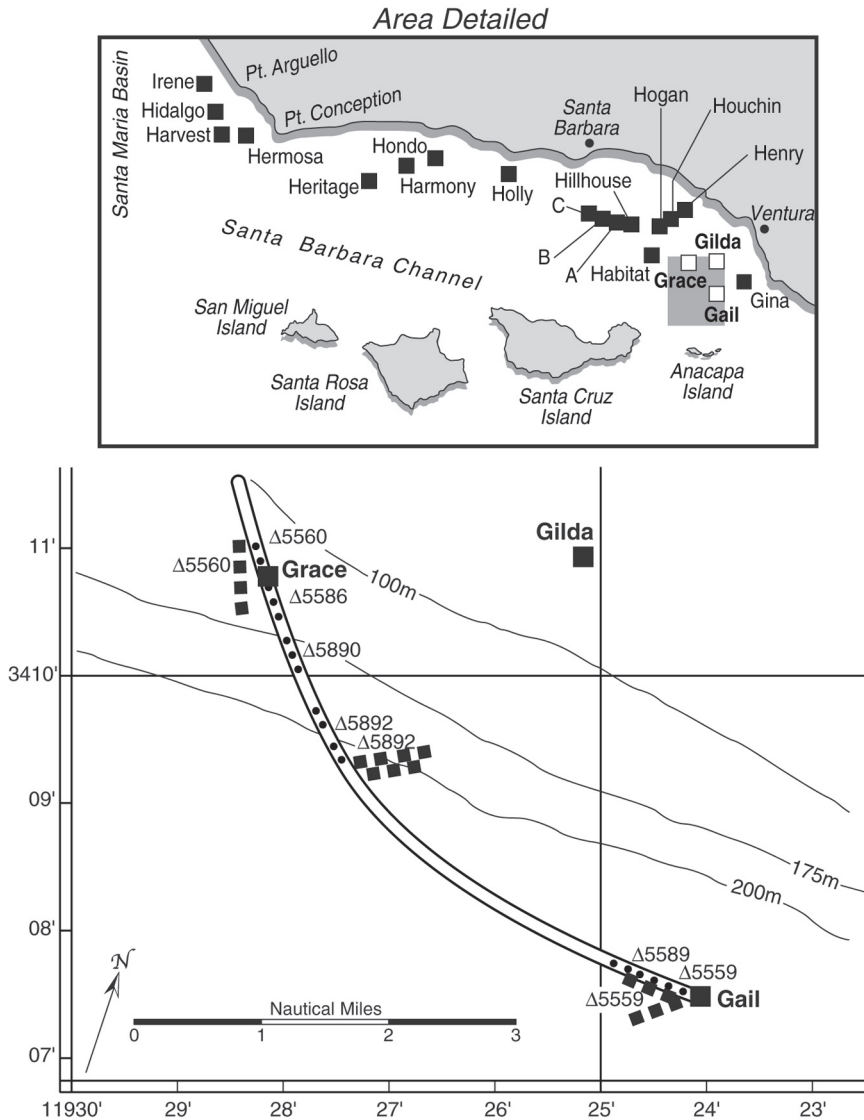 Area Detailed
Santa Maria Basin
Pt. Arguello
Irene
Hidalgo
Harvest
Hermosa
Pt. Conception
Hondo
Heritage
Harmony
Holly
Santa
Barbara
Hogan
Houchin
Henry
Hillhouse
C
B
A
Habitat
Ventura
Gilda
Grace
Gail
Gina
Santa Barbara Channel
San Miguel
Island
Santa Rosa
Island
Santa Cruz
Island
Anacapa
Island
11'
3410'
09'
08'
07'
Δ5560
Δ5560
Grace
Δ5586
Δ5890
Δ5892
Δ5892
Gilda
100m
175m
200m
Δ5589
Δ5559
Δ5559
Gail
N
Nautical Miles
0 1 2 3
11930' 29' 28' 27' 26' 25' 24' 23'